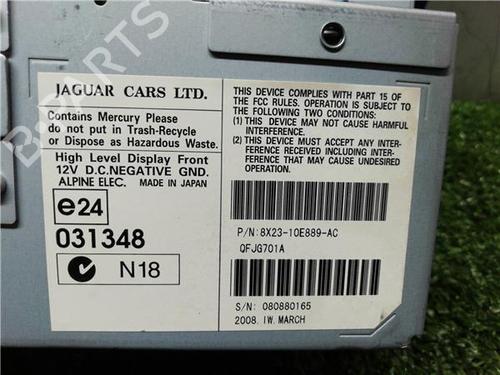 B-PARTS
JAGUAR CARS LTD.
Contains Mercury Please
do not put in Trash-Recycle
or Dispose as Hazardous Waste.
High Level Display Front
12V D.C.NEGATIVE GND.
ALPINE ELEC. MADE IN JAPAN
e24
031348
N18
THIS DEVICE COMPLIES WITH PART 15 OF
THE FCC RULES. OPERATION IS SUBJECT TO
THE FOLLOWING TWO CONDITIONS:
(1) THIS DEVICE MAY NOT CAUSE HARMFUL
INTERFERENCE.
(2) THIS DEVICE MUST ACCEPT ANY INTER-
FERENCE RECEIVED INCLUDING INTER-
FERENCE THAT MAY CAUSE UNDESIRED
OPERATION.
P/N:8X23-10E889-AC
QFJG701A
S/N: 080880165
2008. IW. MARCH